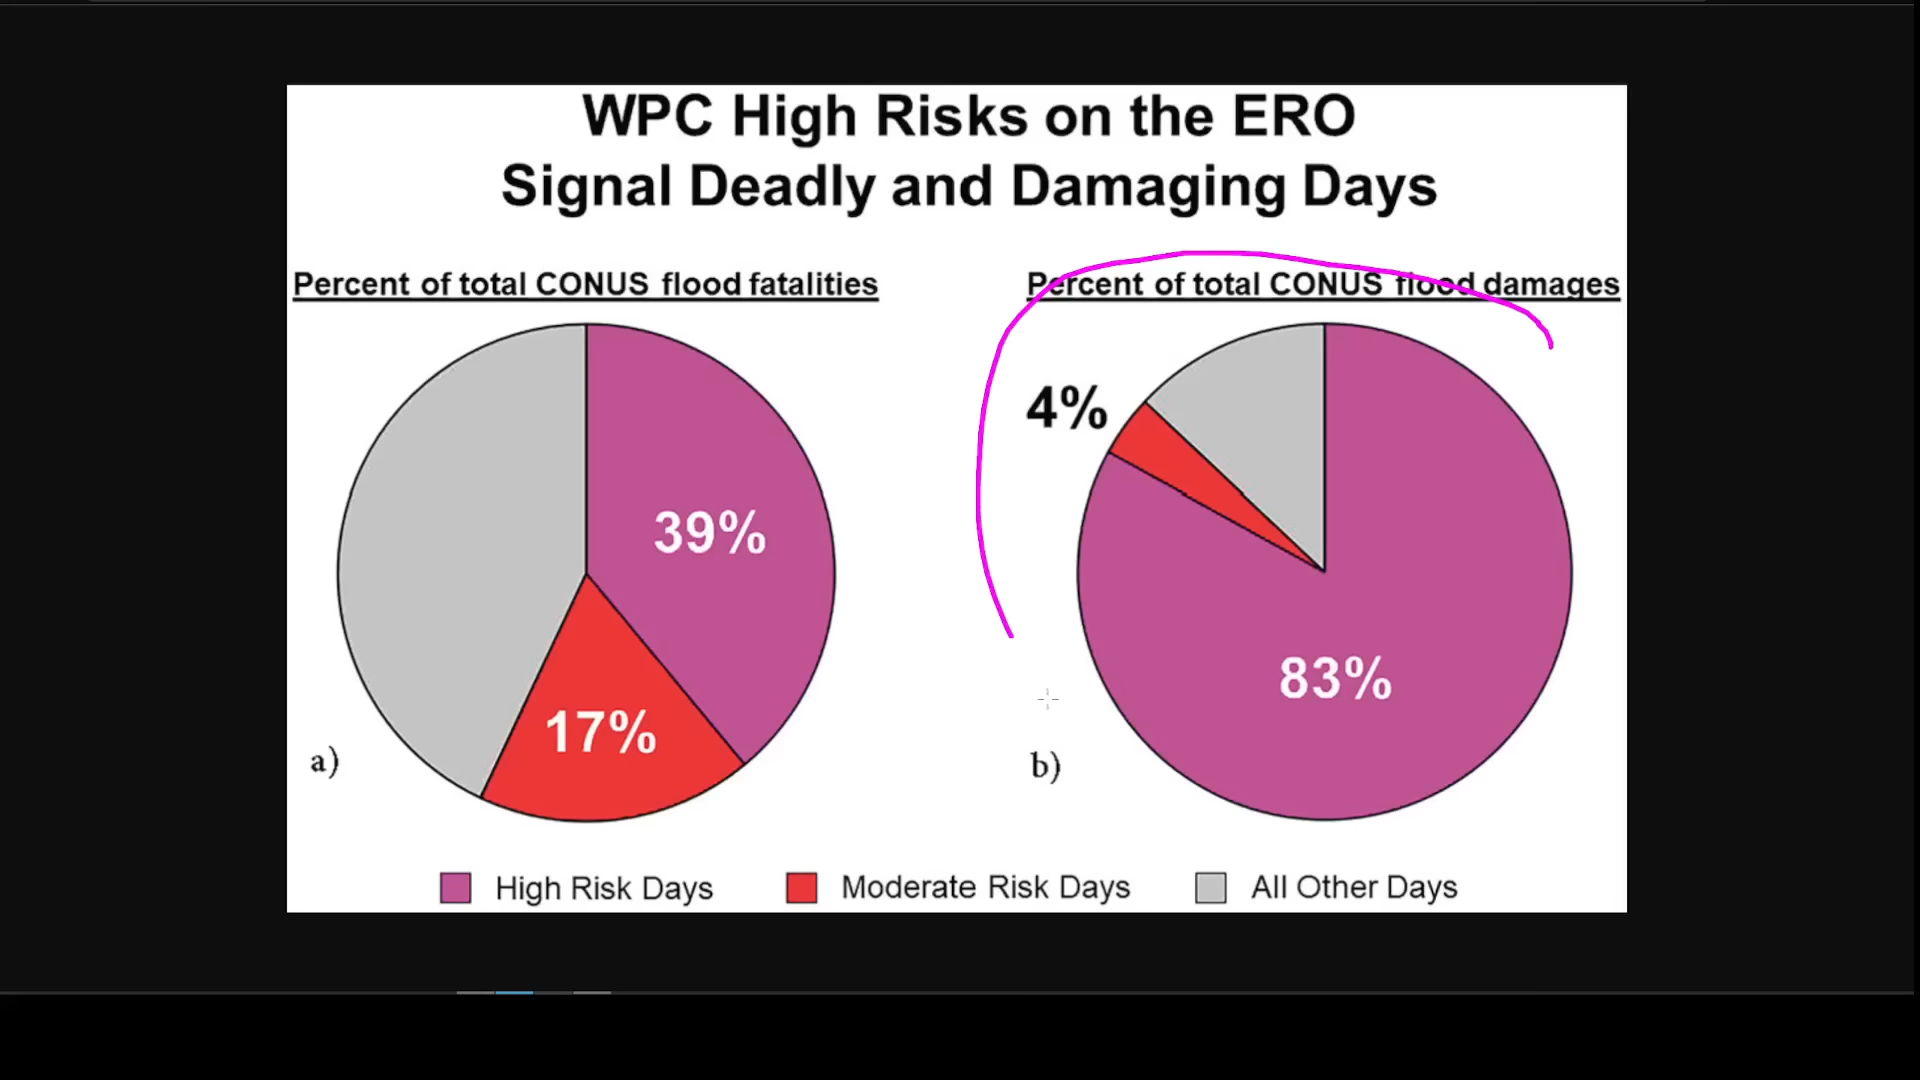 WPC High Risks on the ERO
Signal Deadly and Damaging Days
Percent of total CONUS flood fatalities
Percent of total CONUS flood damages
39%
17%
a)
4%
83%
b)
High Risk Days
Moderate Risk Days
All Other Days